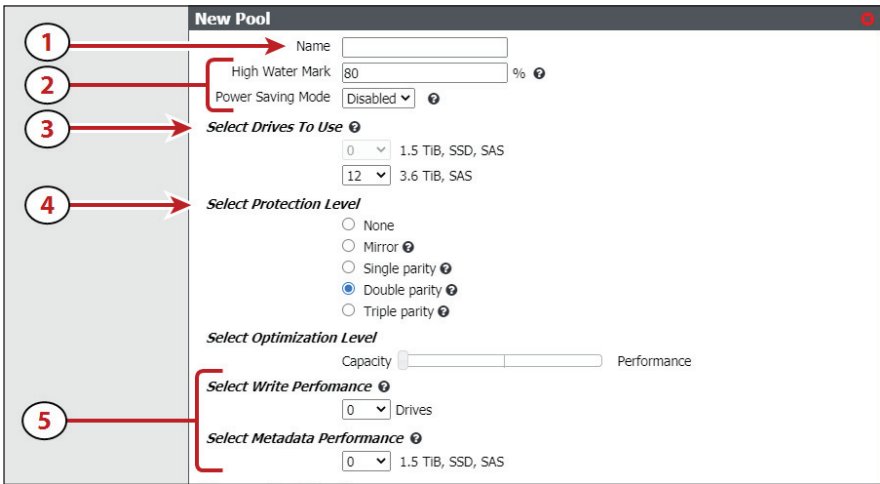 New Pool
1
Name
2
High Water Mark 80 %
Power Saving Mode Disabled
3
Select Drives To Use
0 1.5 TiB, SSD, SAS
12 3.6 TiB, SAS
4
Select Protection Level
None
Mirror
Single parity
Double parity
Triple parity
Select Optimization Level
Capacity Performance
5
Select Write Perfomance
0 Drives
Select Metadata Performance
0 1.5 TiB, SSD, SAS